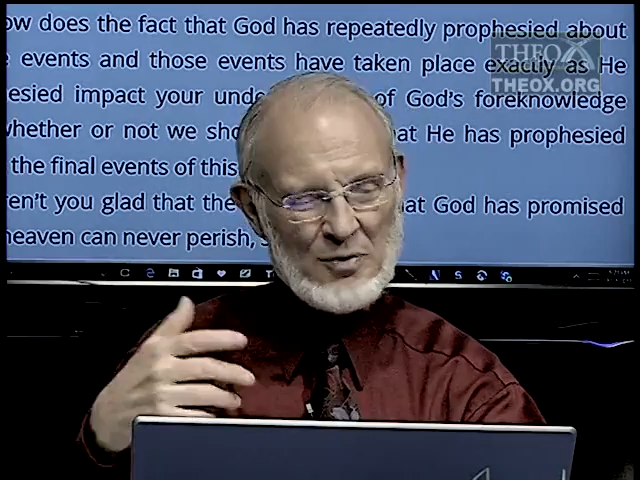 ow does the fact that God has repeatedly prophesied about
events and those events have taken place exactly as He
esied impact your unde of God's foreknowledge
whether or not we sho at He has prophesied
the final events of this
ren't you glad that the at God has promised
heaven can never perish,
THEOX
THEOX.ORG